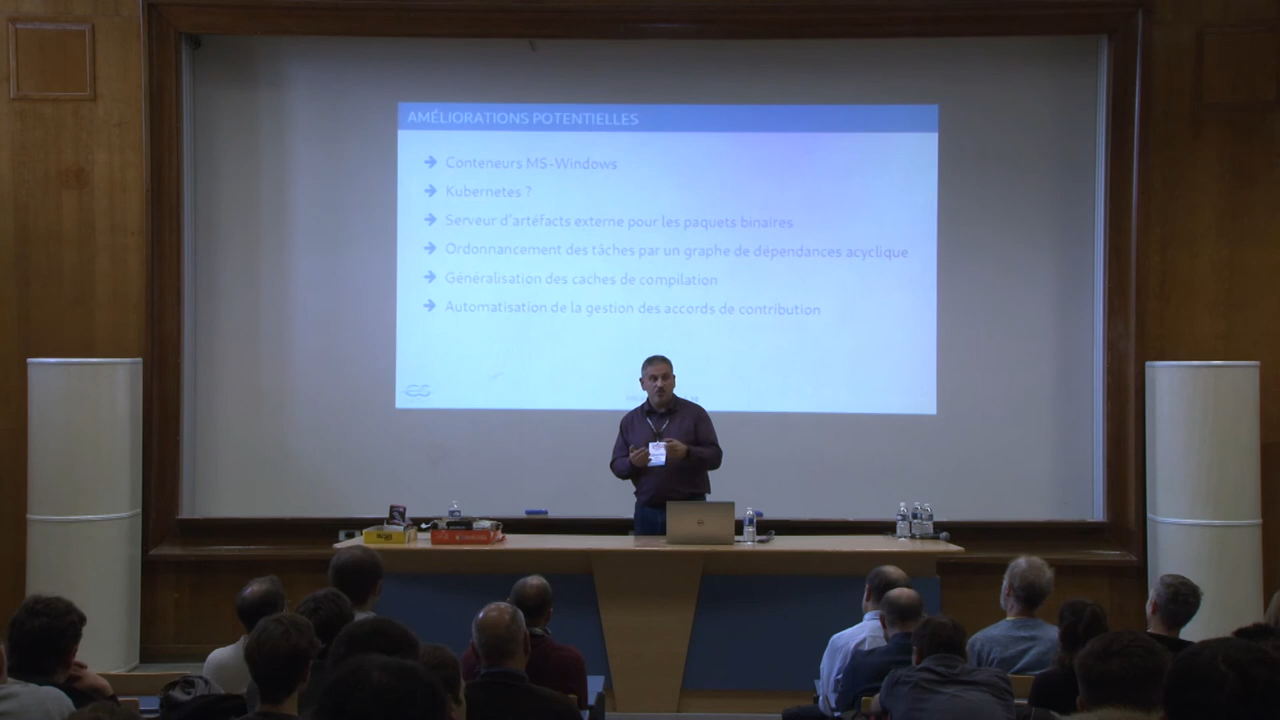 AMÉLIORATIONS POTENTIELLES
Conteneurs MS-Windows
Kubernetes ?
Serveur d'artéfacts externe pour les paquets binaires
Ordonnancement des tâches par un graphe de dépendances acyclique
Généralisation des caches de compilation
Automatisation de la gestion des accords de contribution